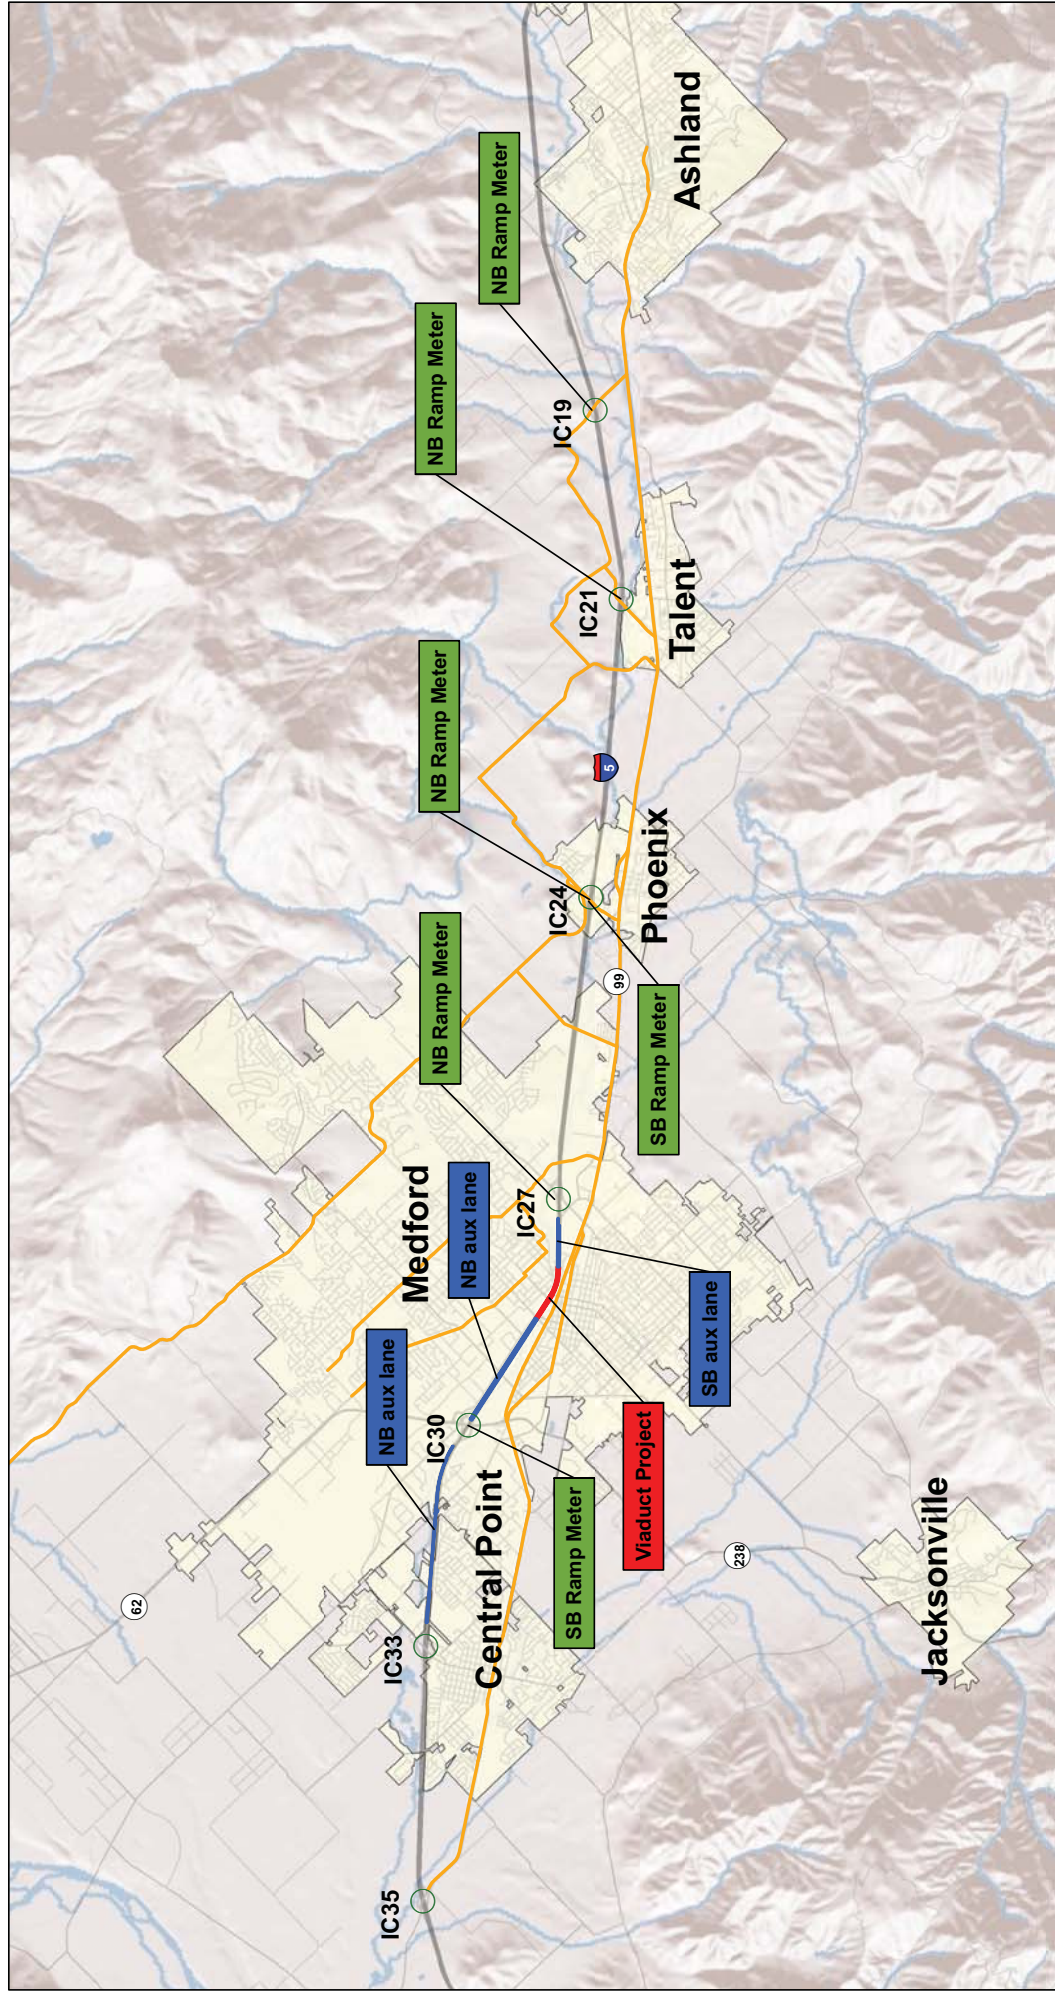 NB Ramp Meter
Ashland
NB Ramp Meter
IC19
IC21
Talent
NB Ramp Meter
5
IC24
Phoenix
NB Ramp Meter
99
SB Ramp Meter
Medford
NB aux lane
IC27
SB aux lane
NB aux lane
IC30
Viaduct Project
SB Ramp Meter
Central Point
238
62
IC33
Jacksonville
IC35